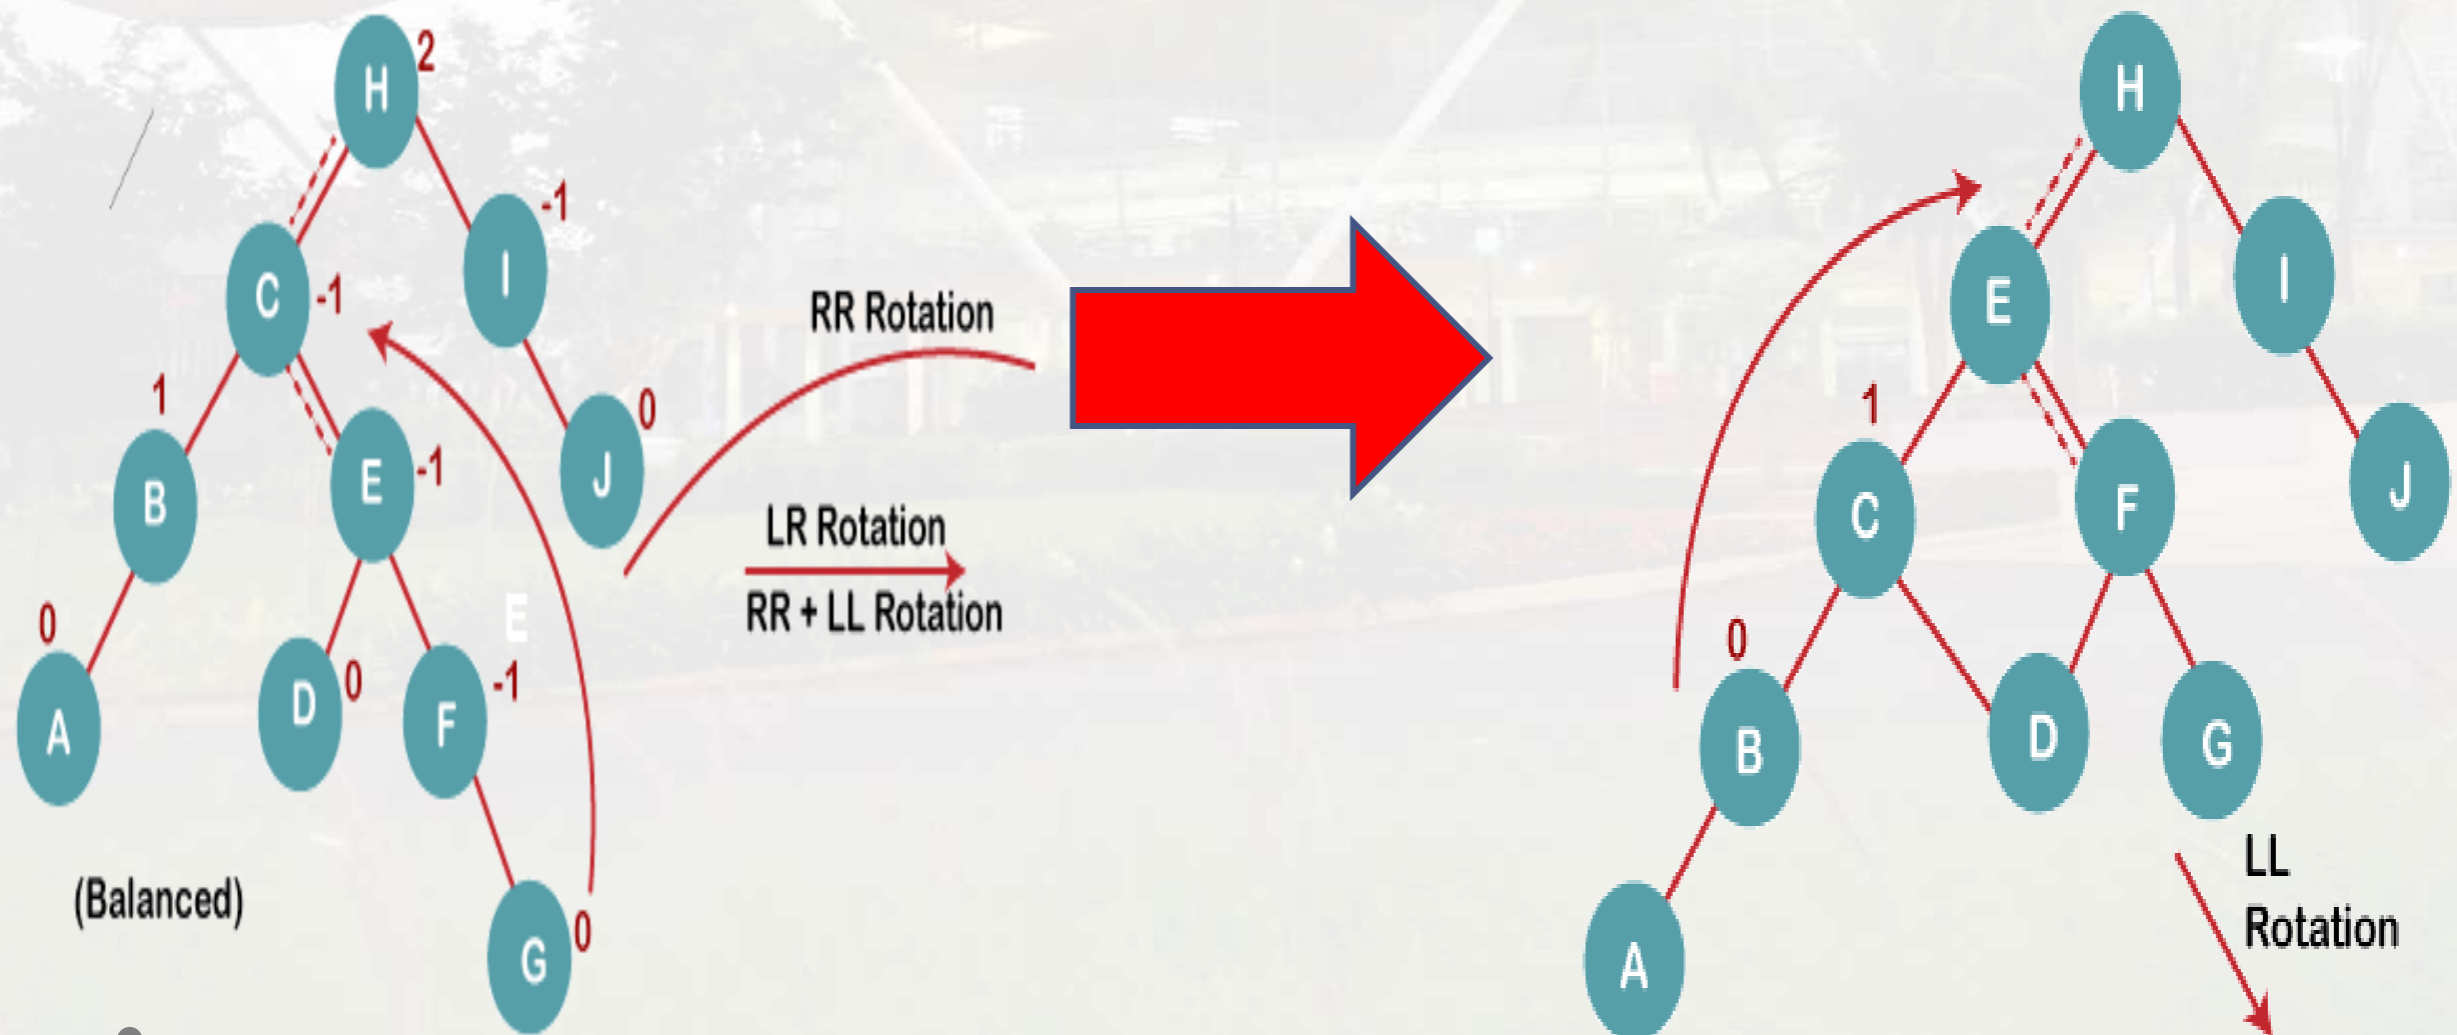 H 2
C -1
I -1
B 1
E -1
J 0
A 0
D 0
F -1
E
G 0
(Balanced)
RR Rotation
LR Rotation
RR + LL Rotation
H
E
I
C 1
F
J
B 0
D
G
A
LL
Rotation